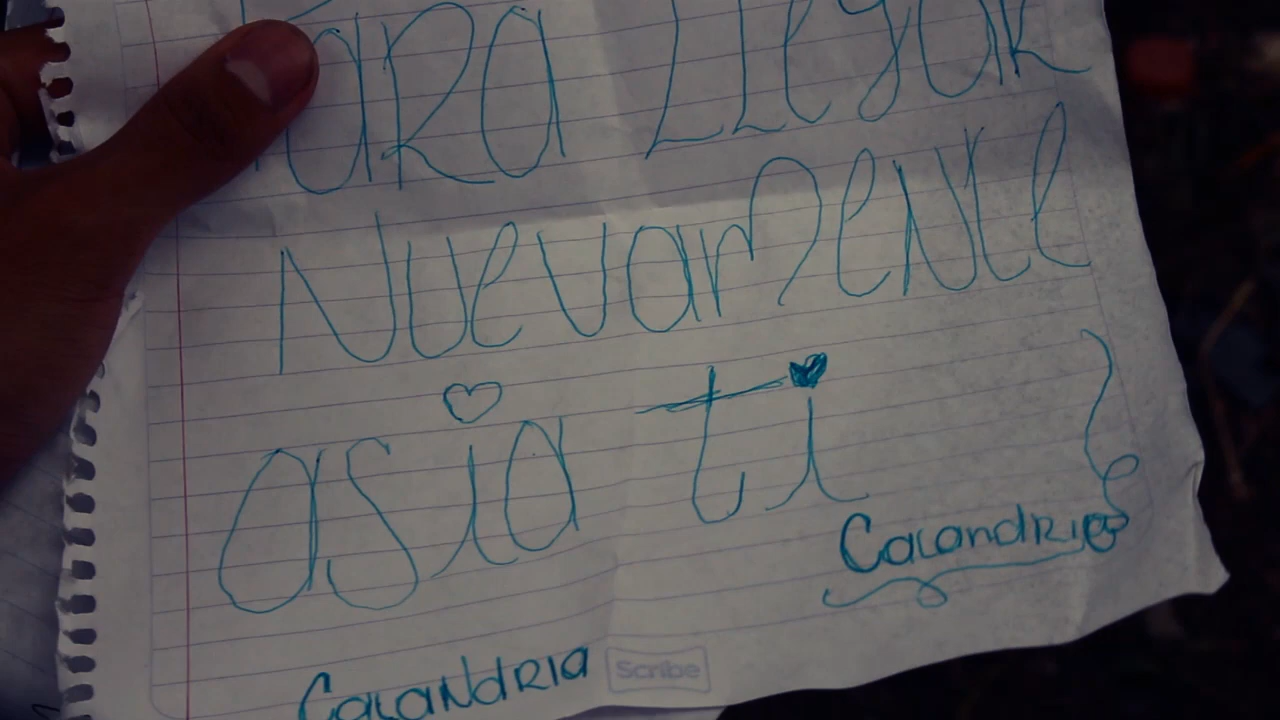 Para llegar
Nuevamente
asia ti
Calandria
Calandria Scribe